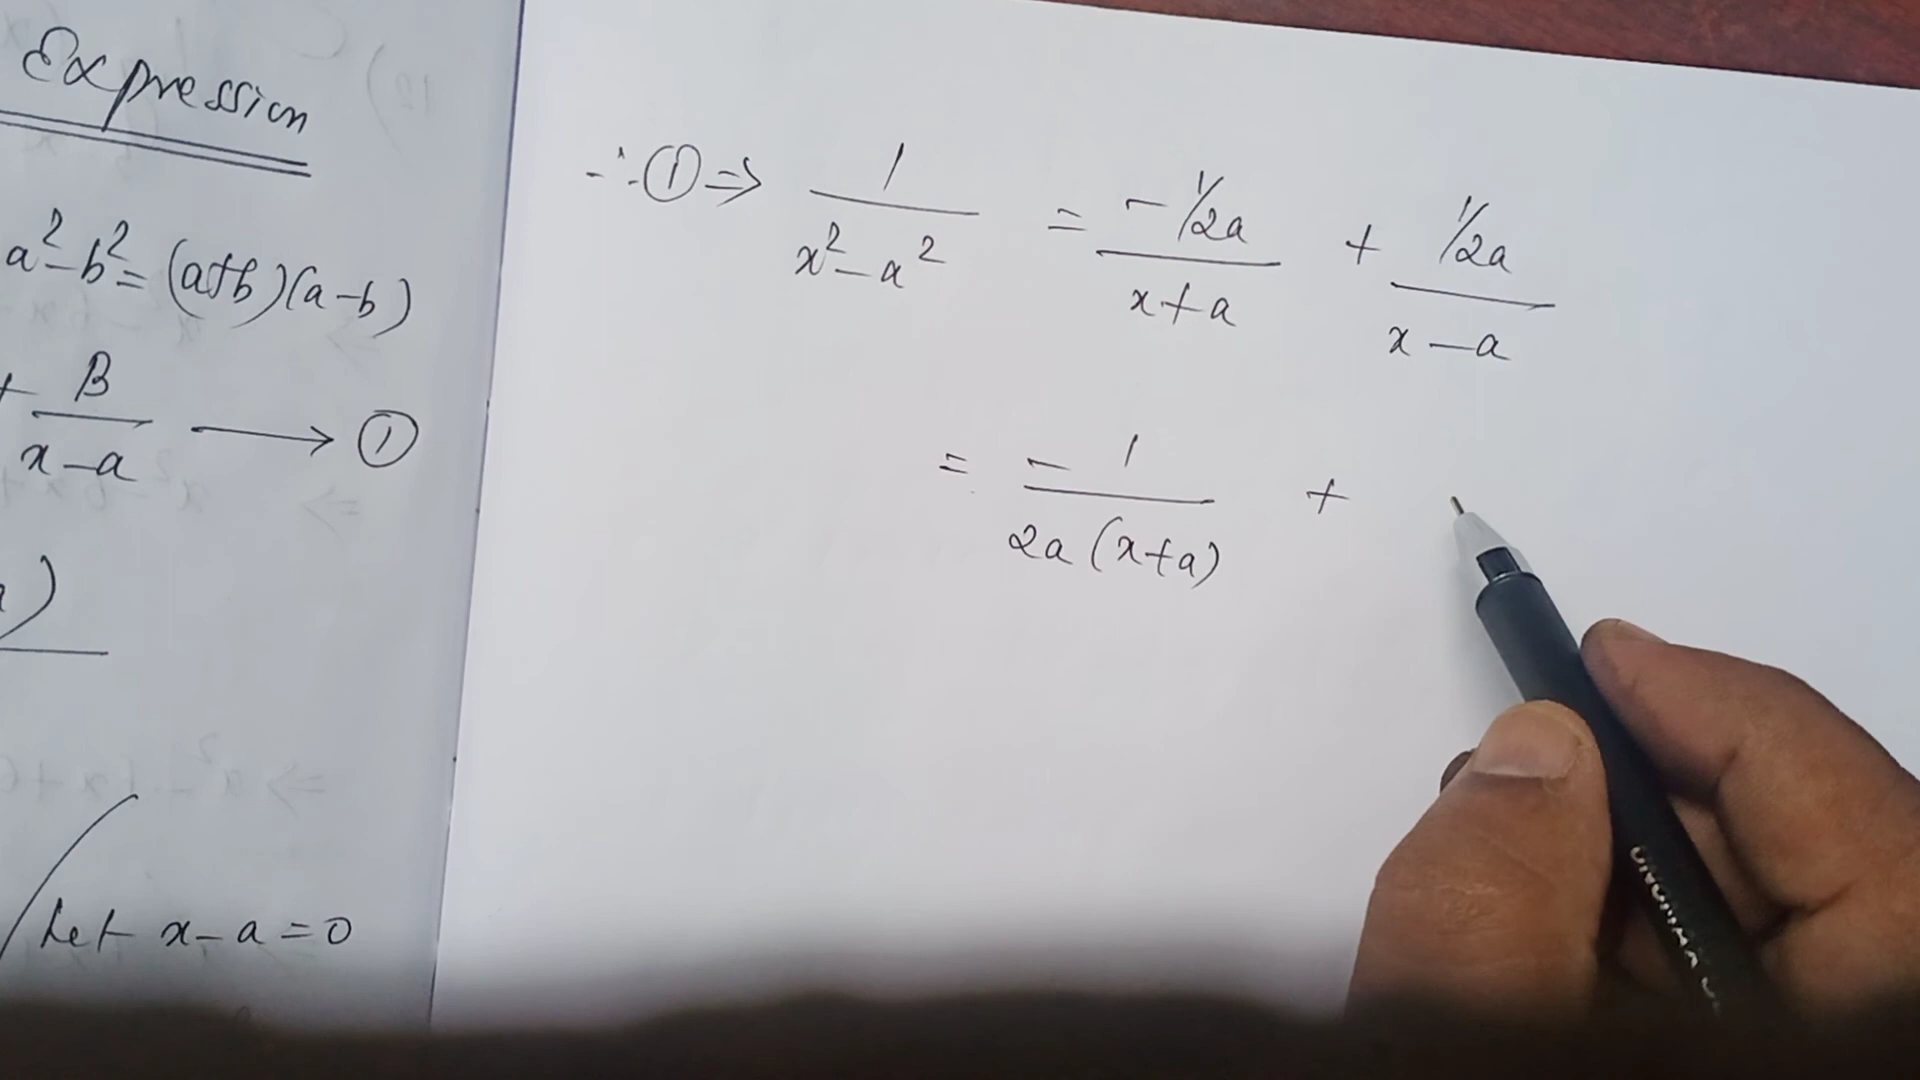 Expression
a²-b²=(a+b)(a-b)
+ B/(x-a) ⟶ ①
)
Let x-a=0
∴ ① ⇒ 1/(x²-a²) = (-1/2a)/(x+a) + (1/2a)/(x-a)
= -1/(2a(x+a)) +